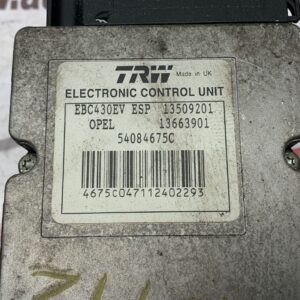 TRW Made in UK
ELECTRONIC CONTROL UNIT
EBC430EV ESP 13509201
OPEL 13663901
54084675C
4675C047112402293